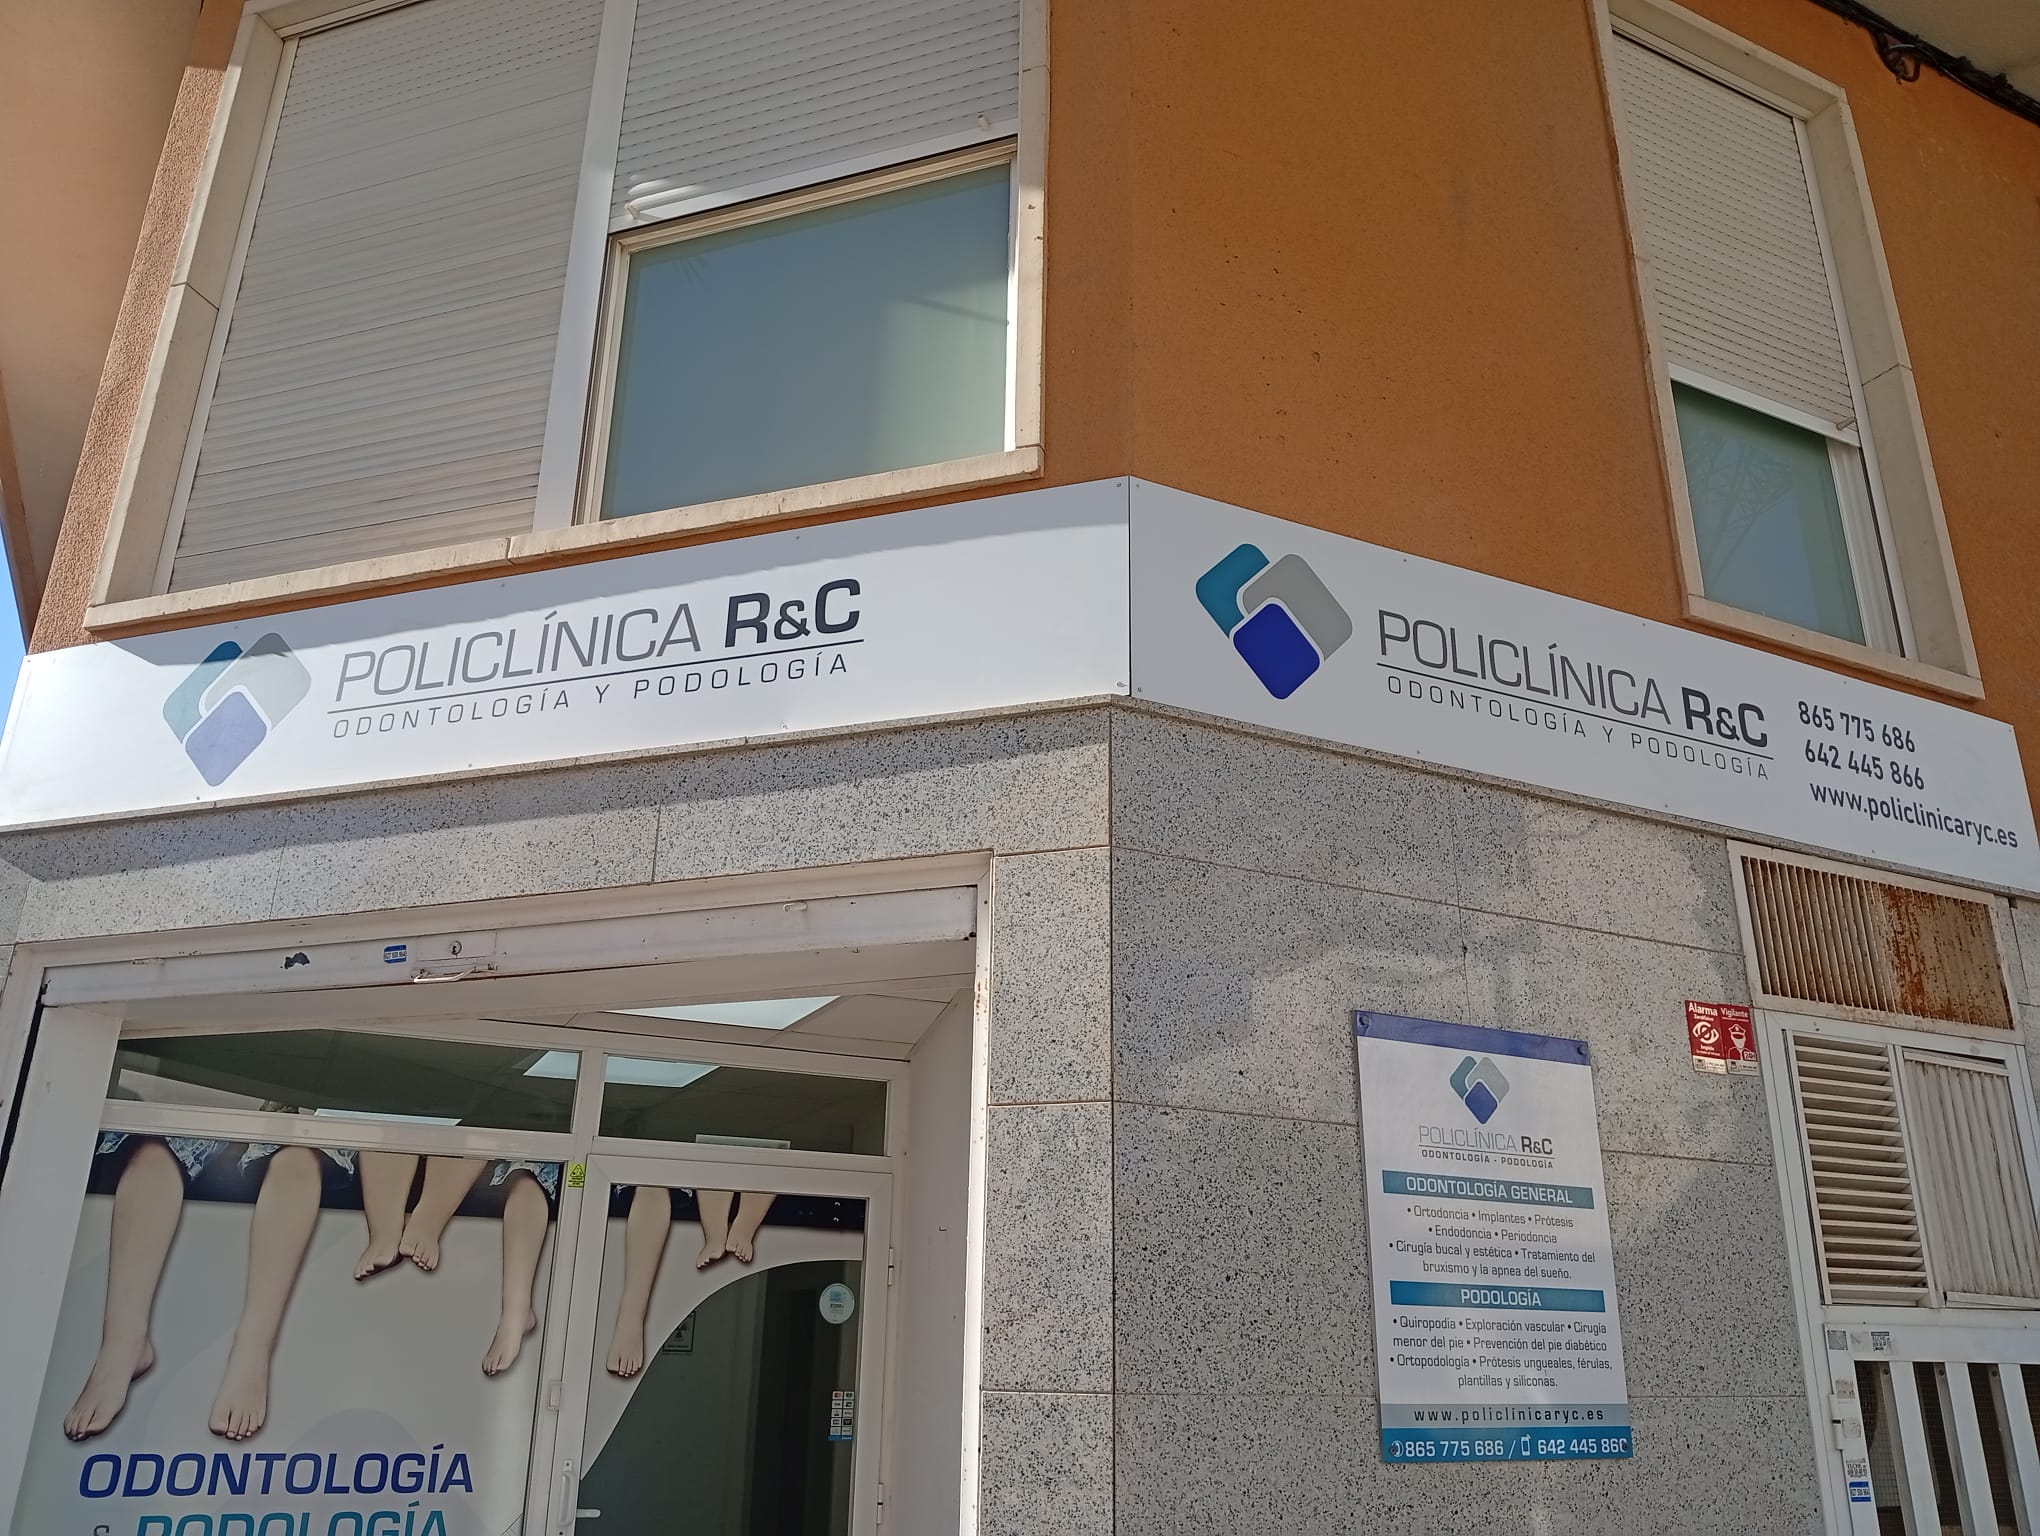 POLICLÍNICA R&C
ODONTOLOGÍA Y PODOLOGÍA
POLICLÍNICA R&C
ODONTOLOGÍA Y PODOLOGÍA
865 775 686
642 445 866
www.policlinicaryc.es
Alarma
Vigilante
POLICLÍNICA R&C
ODONTOLOGÍA - PODOLOGÍA
ODONTOLOGÍA GENERAL
• Ortodoncia • Implantes • Prótesis
• Endodoncia • Periodoncia
• Cirugía bucal y estética • Tratamiento del
bruxismo y la apnea del sueño.
PODOLOGÍA
• Quiropodia • Exploración vascular • Cirugía
menor del pie • Prevención del pie diabético
• Ortopodología • Prótesis ungueales, férulas,
plantillas y siliconas.
www.policlínicaryc.es
865 775 686 / 642 445 866
ODONTOLOGÍA
& PODOLOGÍA